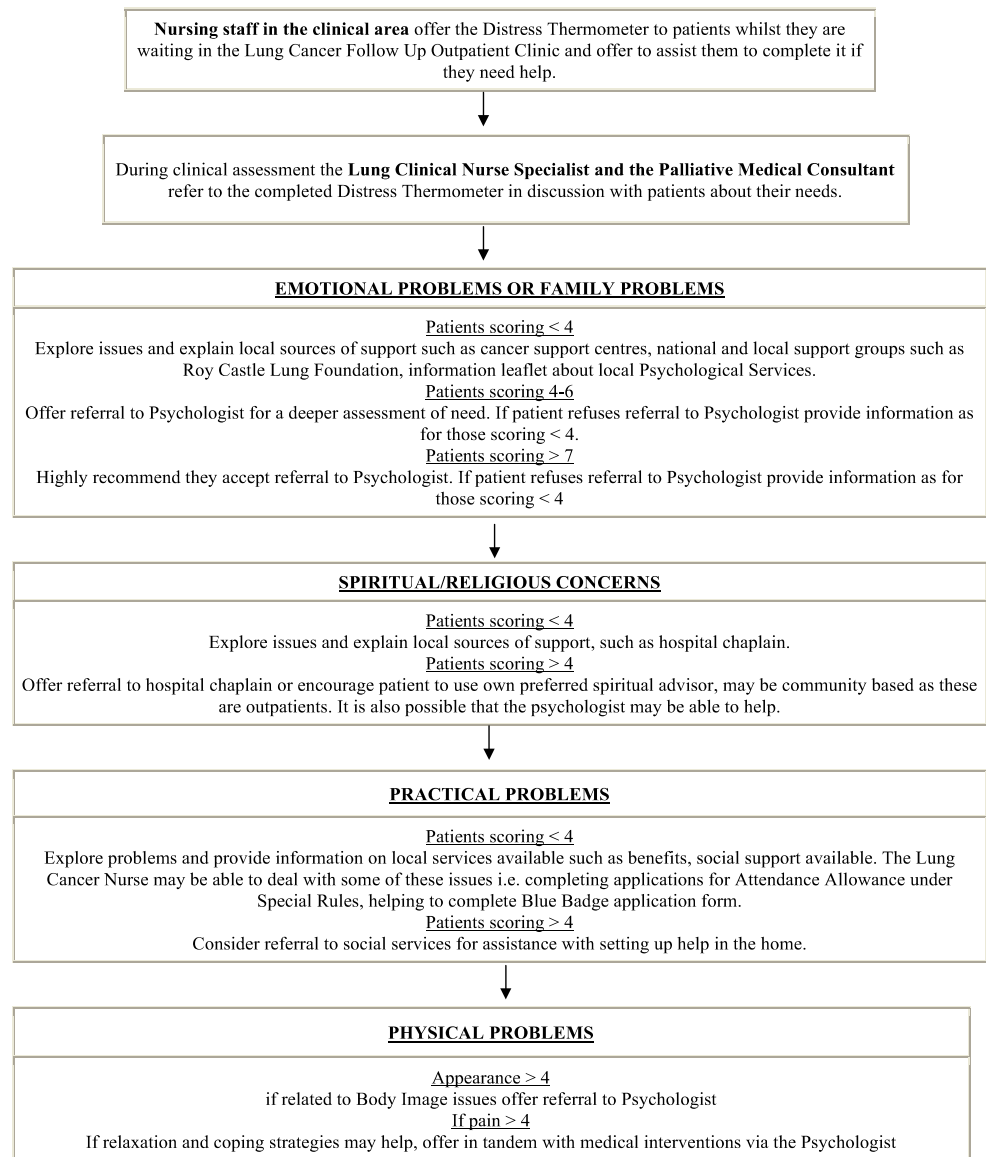 Nursing staff in the clinical area offer the Distress Thermometer to patients whilst they are
waiting in the Lung Cancer Follow Up Outpatient Clinic and offer to assist them to complete it if
they need help.
During clinical assessment the Lung Clinical Nurse Specialist and the Palliative Medical Consultant
refer to the completed Distress Thermometer in discussion with patients about their needs.
EMOTIONAL PROBLEMS OR FAMILY PROBLEMS
Patients scoring < 4
Explore issues and explain local sources of support such as cancer support centres, national and local support groups such as
Roy Castle Lung Foundation, information leaflet about local Psychological Services.
Patients scoring 4-6
Offer referral to Psychologist for a deeper assessment of need. If patient refuses referral to Psychologist provide information as
for those scoring < 4.
Patients scoring > 7
Highly recommend they accept referral to Psychologist. If patient refuses referral to Psychologist provide information as for
those scoring < 4
SPIRITUAL/RELIGIOUS CONCERNS
Patients scoring < 4
Explore issues and explain local sources of support, such as hospital chaplain.
Patients scoring > 4
Offer referral to hospital chaplain or encourage patient to use own preferred spiritual advisor, may be community based as these
are outpatients. It is also possible that the psychologist may be able to help.
PRACTICAL PROBLEMS
Patients scoring < 4
Explore problems and provide information on local services available such as benefits, social support available. The Lung
Cancer Nurse may be able to deal with some of these issues i.e. completing applications for Attendance Allowance under
Special Rules, helping to complete Blue Badge application form.
Patients scoring > 4
Consider referral to social services for assistance with setting up help in the home.
PHYSICAL PROBLEMS
Appearance > 4
if related to Body Image issues offer referral to Psychologist
If pain > 4
If relaxation and coping strategies may help, offer in tandem with medical interventions via the Psychologist